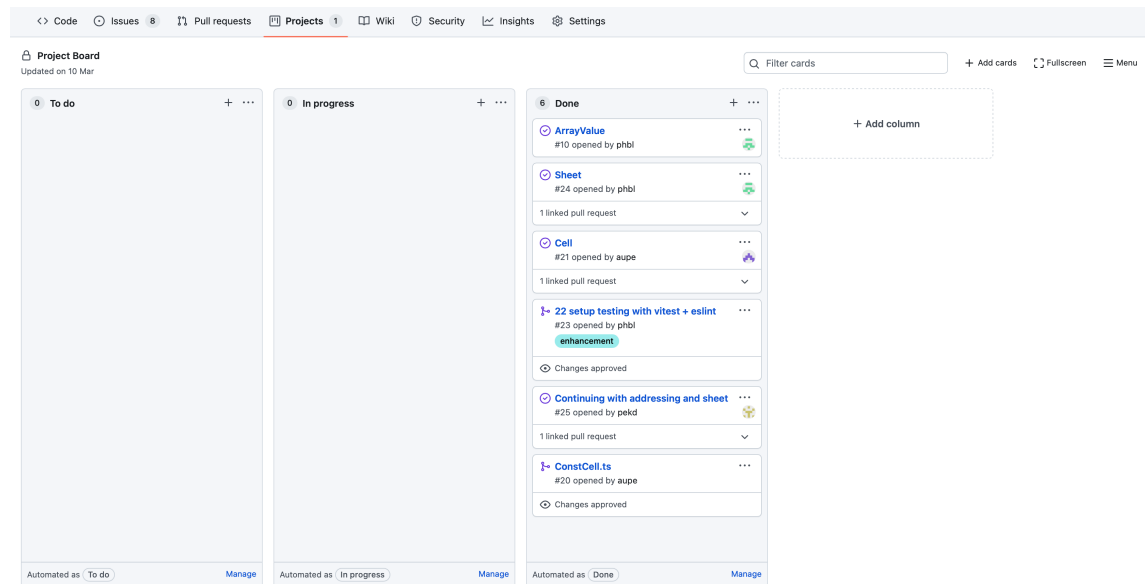 Code
Issues 8
Pull requests
Projects 1
Wiki
Security
Insights
Settings
Project Board
Updated on 10 Mar
Filter cards
Add cards
Fullscreen
Menu
0 To do
0 In progress
6 Done
Add column
ArrayValue
#10 opened by phbl
Sheet
#24 opened by phbl
1 linked pull request
Cell
#21 opened by aupe
1 linked pull request
22 setup testing with vitest + eslint
#23 opened by phbl
enhancement
Changes approved
Continuing with addressing and sheet
#25 opened by pekd
1 linked pull request
ConstCell.ts
#20 opened by aupe
Changes approved
Automated as To do
Manage
Automated as In progress
Manage
Automated as Done
Manage